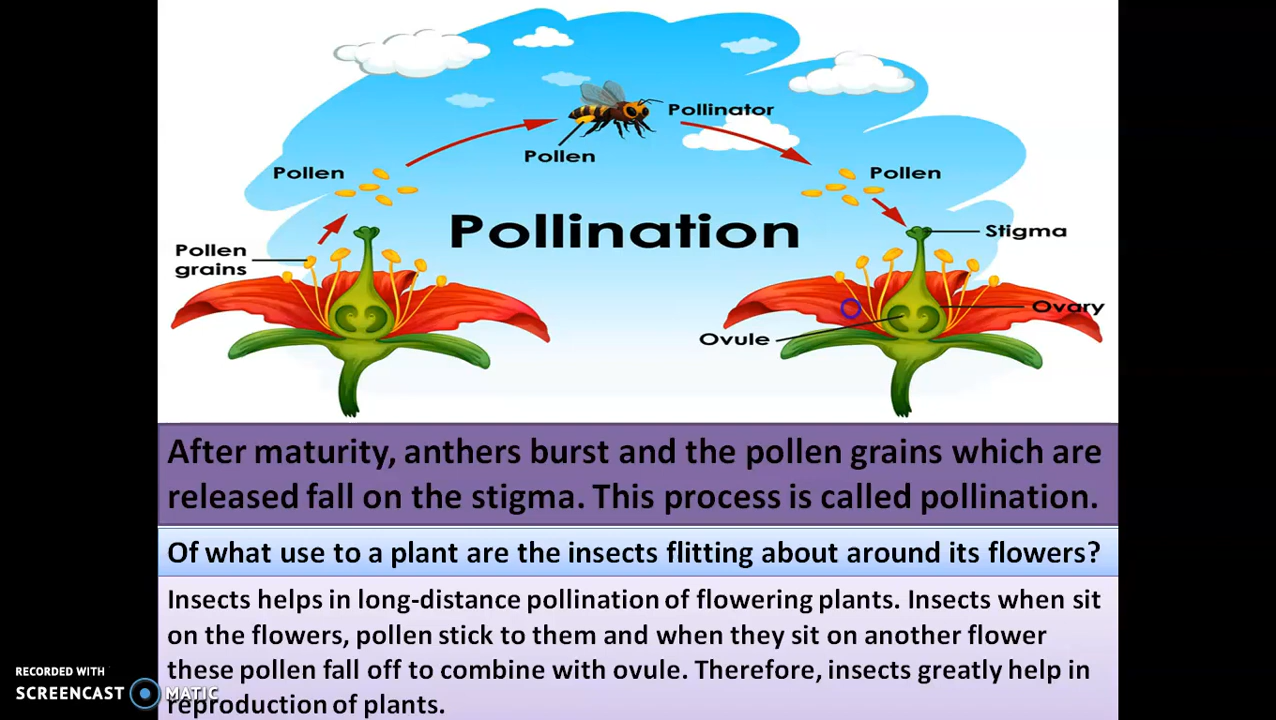 Pollinator
Pollen
Pollen
Pollen
Pollination
Stigma
Pollen
grains
Ovary
Ovule
After maturity, anthers burst and the pollen grains which are
released fall on the stigma. This process is called pollination.
Of what use to a plant are the insects flitting about around its flowers?
Insects helps in long-distance pollination of flowering plants. Insects when sit
on the flowers, pollen stick to them and when they sit on another flower
these pollen fall off to combine with ovule. Therefore, insects greatly help in
reproduction of plants.
RECORDED WITH
SCREENCAST MATIC